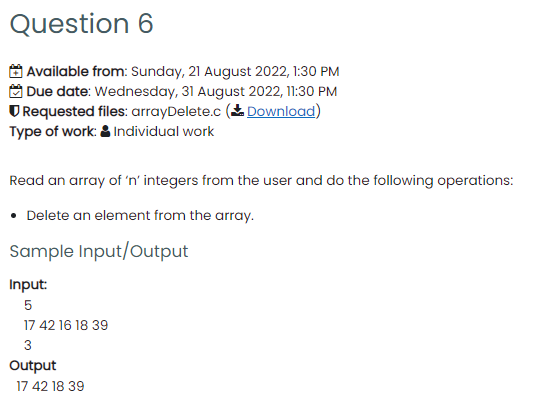 Question 6
Available from: Sunday, 21 August 2022, 1:30 PM
Due date: Wednesday, 31 August 2022, 11:30 PM
Requested files: arrayDelete.c (Download)
Type of work: Individual work
Read an array of ‘n’ integers from the user and do the following operations:
• Delete an element from the array.
Sample Input/Output
Input:
5
17 42 16 18 39
3
Output
17 42 18 39